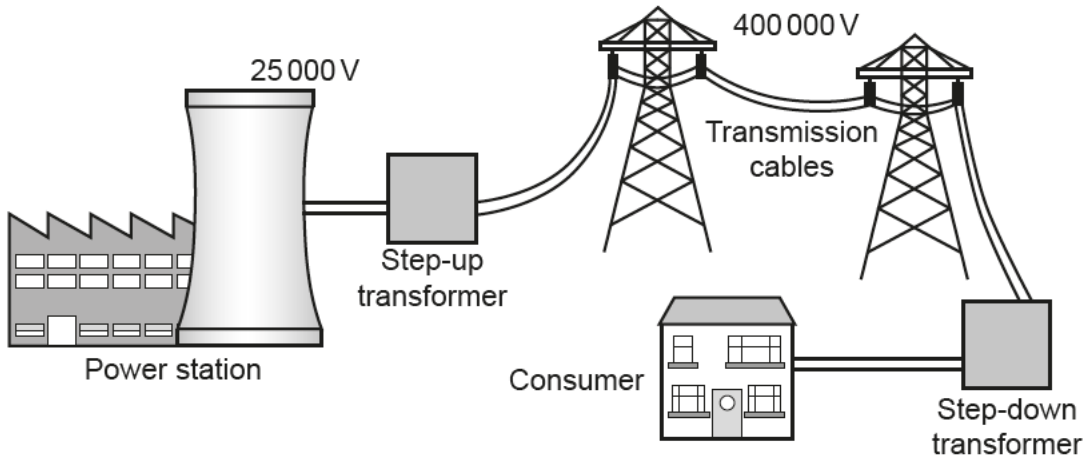 400 000 V
25 000 V
Transmission
cables
Step-up
transformer
Power station
Consumer
Step-down
transformer